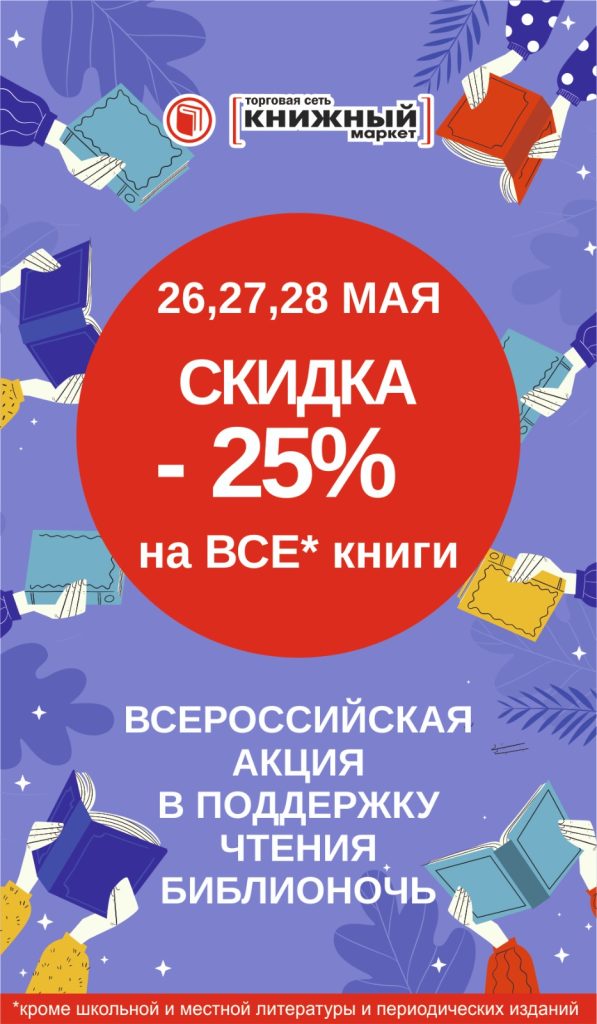 торговая сеть
КНИЖНЫЙ
маркет
26,27,28 МАЯ
СКИДКА
- 25%
на ВСЕ* книги
ВСЕРОССИЙСКАЯ
АКЦИЯ
В ПОДДЕРЖКУ
ЧТЕНИЯ
БИБЛИОНОЧЬ
*кроме школьной и местной литературы и периодических изданий